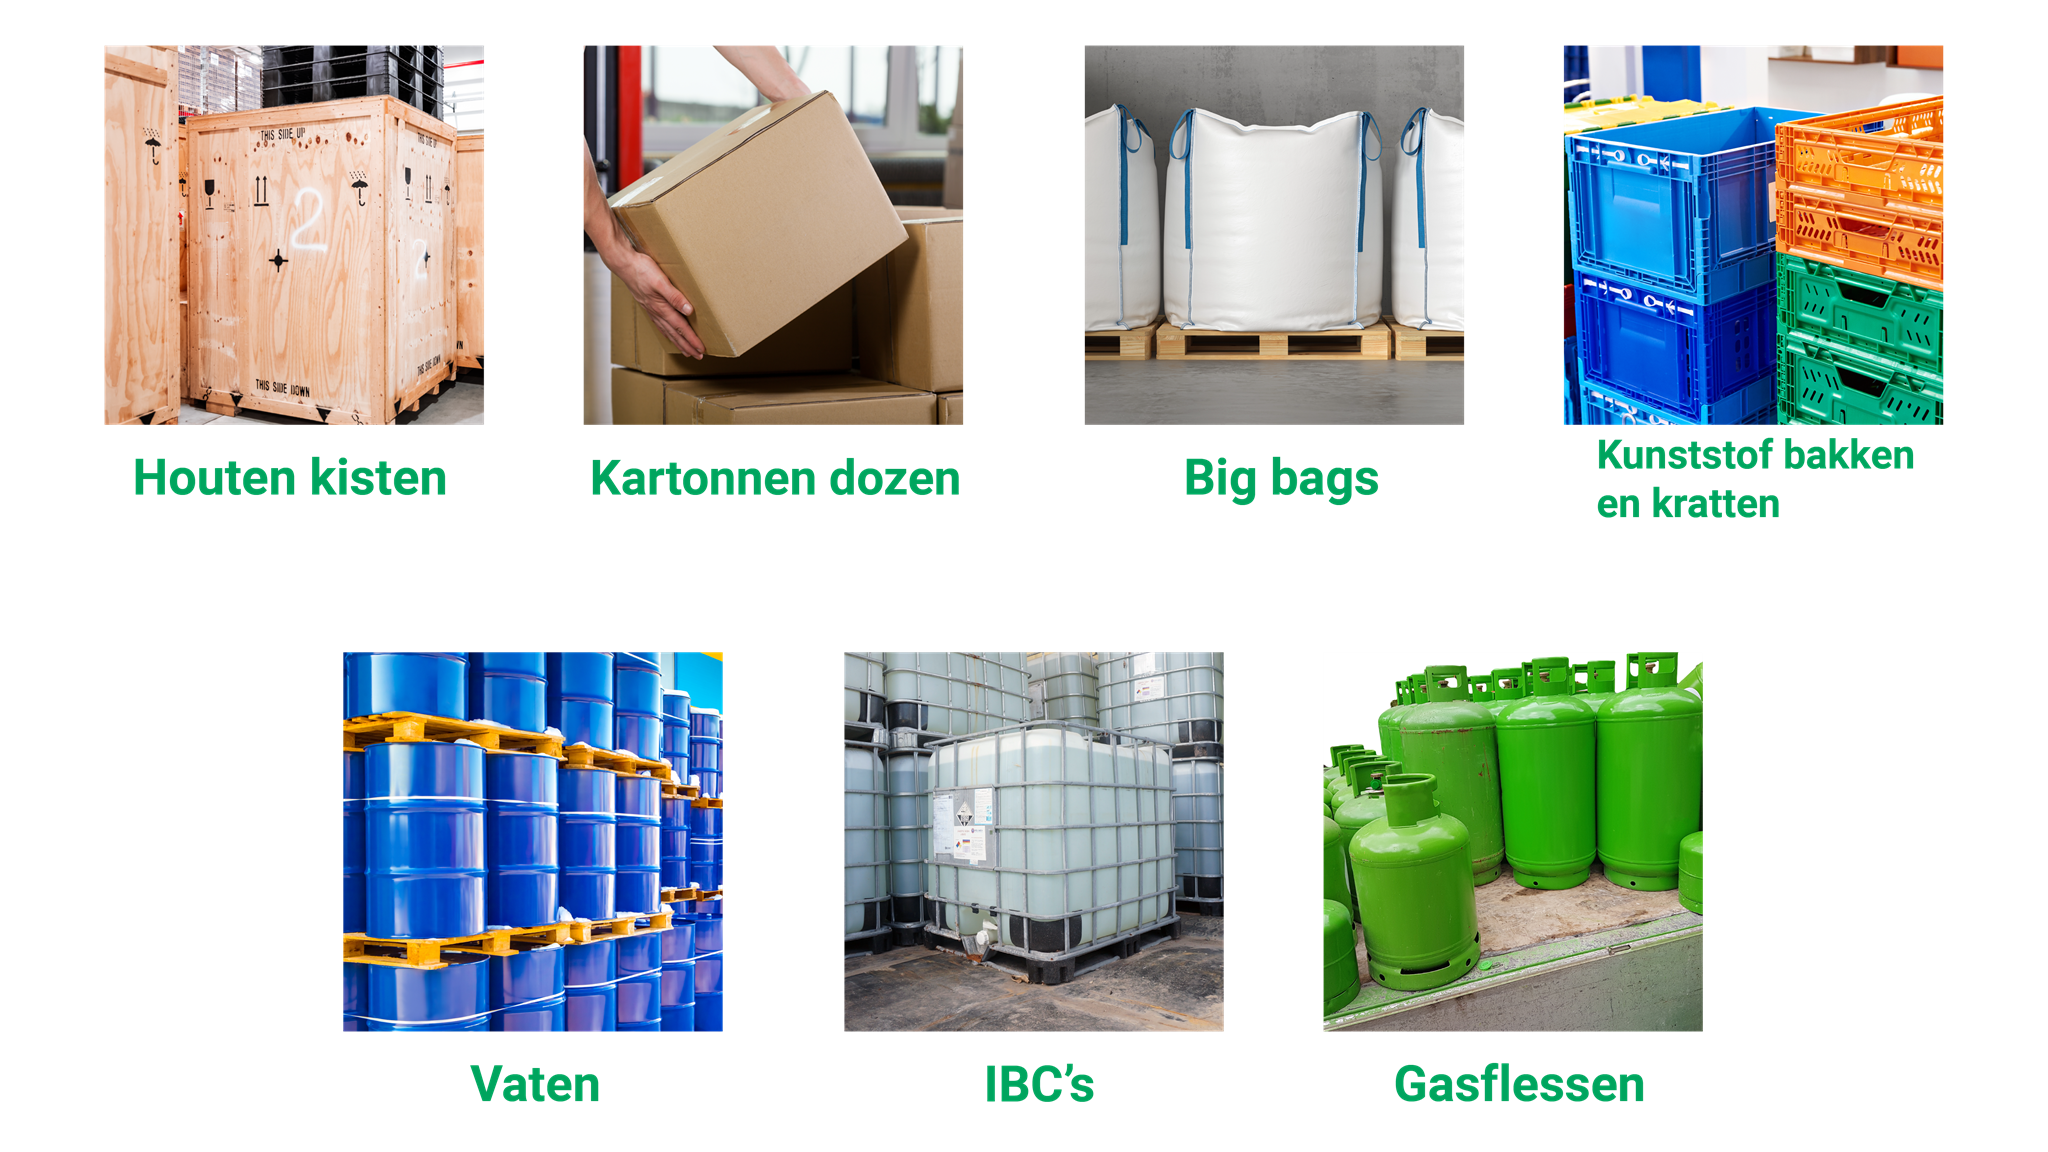 THIS SIDE UP
2
2
THIS SIDE DOWN
Houten kisten
Kartonnen dozen
Big bags
Kunststof bakken
en kratten
Vaten
IBC’s
Gasflessen